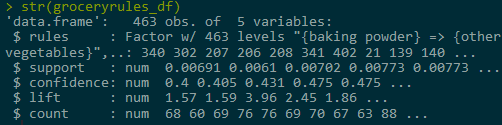 > str(groceryrules_df)
'data.frame':   463 obs. of  5 variables:
 $ rules     : Factor w/ 463 levels "{baking powder} => {other
vegetables}",..: 340 302 207 206 208 341 402 21 139 140 ...
 $ support   : num  0.00691 0.0061 0.00702 0.00773 0.00773 ...
 $ confidence: num  0.4 0.405 0.431 0.475 0.475 ...
 $ lift      : num  1.57 1.59 3.96 2.45 1.86 ...
 $ count     : num  68 60 69 76 76 69 70 67 63 88 ...